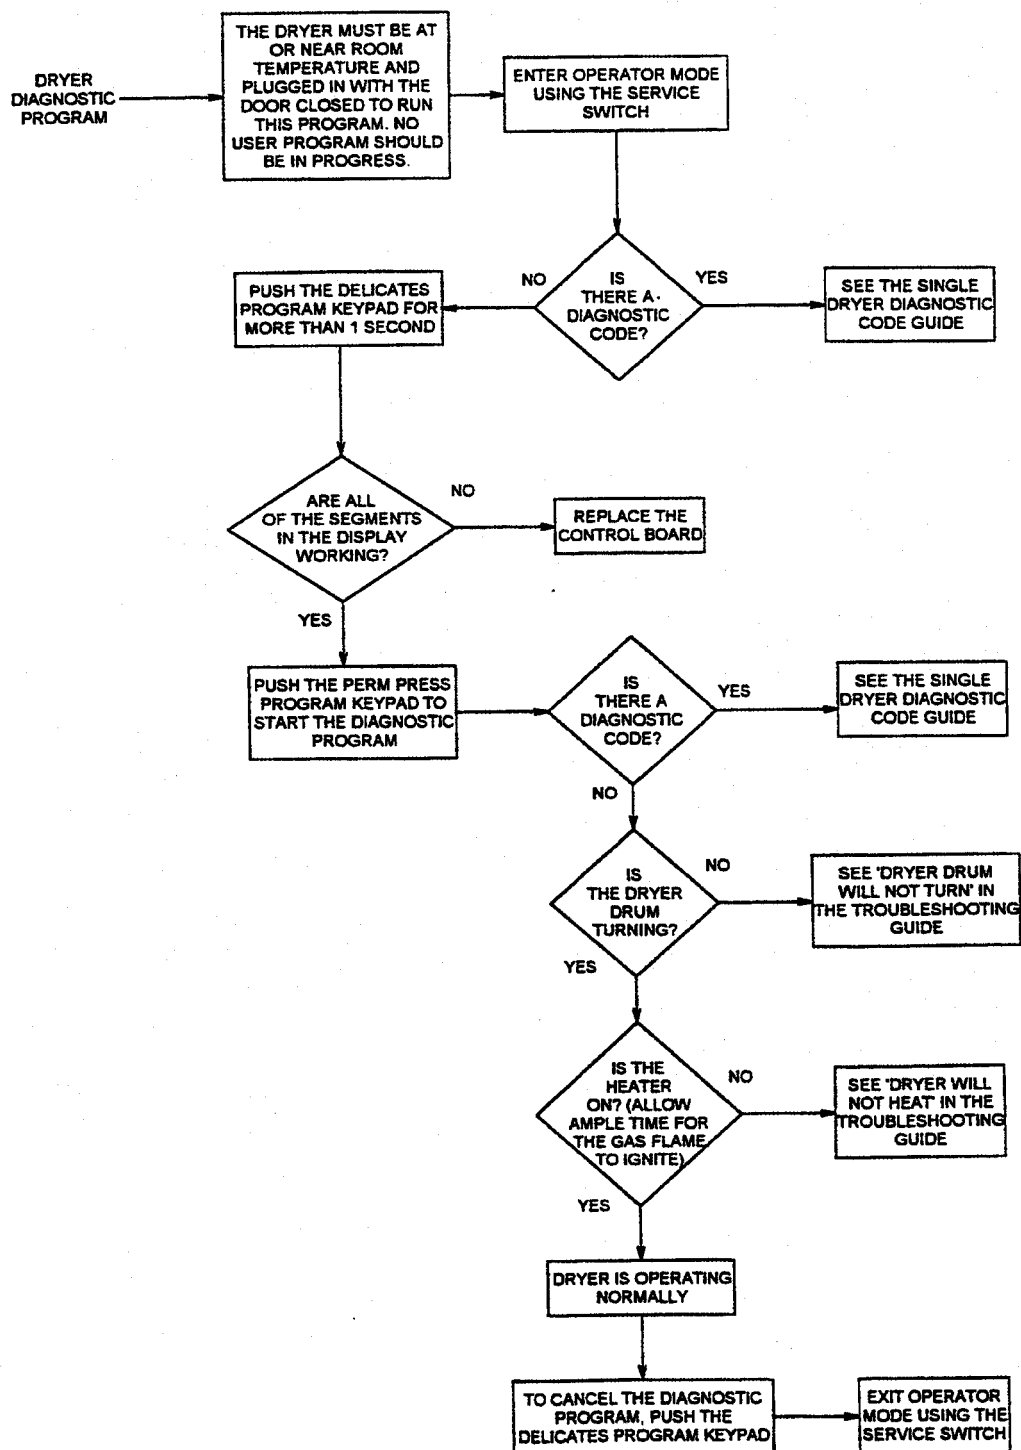 DRYER
DIAGNOSTIC
PROGRAM
THE DRYER MUST BE AT
OR NEAR ROOM
TEMPERATURE AND
PLUGGED IN WITH THE
DOOR CLOSED TO RUN
THIS PROGRAM. NO
USER PROGRAM SHOULD
BE IN PROGRESS.
ENTER OPERATOR MODE
USING THE SERVICE
SWITCH
IS
THERE A
DIAGNOSTIC
CODE?
NO
YES
PUSH THE DELICATES
PROGRAM KEYPAD FOR
MORE THAN 1 SECOND
SEE THE SINGLE
DRYER DIAGNOSTIC
CODE GUIDE
ARE ALL
OF THE SEGMENTS
IN THE DISPLAY
WORKING?
NO
REPLACE THE
CONTROL BOARD
YES
PUSH THE PERM PRESS
PROGRAM KEYPAD TO
START THE DIAGNOSTIC
PROGRAM
IS
THERE A
DIAGNOSTIC
CODE?
YES
SEE THE SINGLE
DRYER DIAGNOSTIC
CODE GUIDE
NO
IS
THE DRYER
DRUM
TURNING?
NO
SEE 'DRYER DRUM
WILL NOT TURN' IN
THE TROUBLESHOOTING
GUIDE
YES
IS THE
HEATER
ON? (ALLOW
AMPLE TIME FOR
THE GAS FLAME
TO IGNITE)
NO
SEE 'DRYER WILL
NOT HEAT' IN THE
TROUBLESHOOTING
GUIDE
YES
DRYER IS OPERATING
NORMALLY
TO CANCEL THE DIAGNOSTIC
PROGRAM, PUSH THE
DELICATES PROGRAM KEYPAD
EXIT OPERATOR
MODE USING THE
SERVICE SWITCH